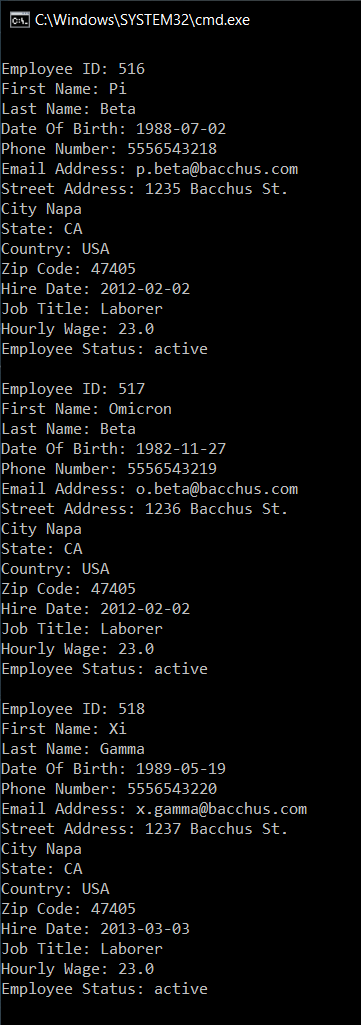 C:\Windows\SYSTEM32\cmd.exe
Employee ID: 516
First Name: Pi
Last Name: Beta
Date Of Birth: 1988-07-02
Phone Number: 5556543218
Email Address: p.beta@bacchus.com
Street Address: 1235 Bacchus St.
City Napa
State: CA
Country: USA
Zip Code: 47405
Hire Date: 2012-02-02
Job Title: Laborer
Hourly Wage: 23.0
Employee Status: active
Employee ID: 517
First Name: Omicron
Last Name: Beta
Date Of Birth: 1982-11-27
Phone Number: 5556543219
Email Address: o.beta@bacchus.com
Street Address: 1236 Bacchus St.
City Napa
State: CA
Country: USA
Zip Code: 47405
Hire Date: 2012-02-02
Job Title: Laborer
Hourly Wage: 23.0
Employee Status: active
Employee ID: 518
First Name: Xi
Last Name: Gamma
Date Of Birth: 1989-05-19
Phone Number: 5556543220
Email Address: x.gamma@bacchus.com
Street Address: 1237 Bacchus St.
City Napa
State: CA
Country: USA
Zip Code: 47405
Hire Date: 2013-03-03
Job Title: Laborer
Hourly Wage: 23.0
Employee Status: active